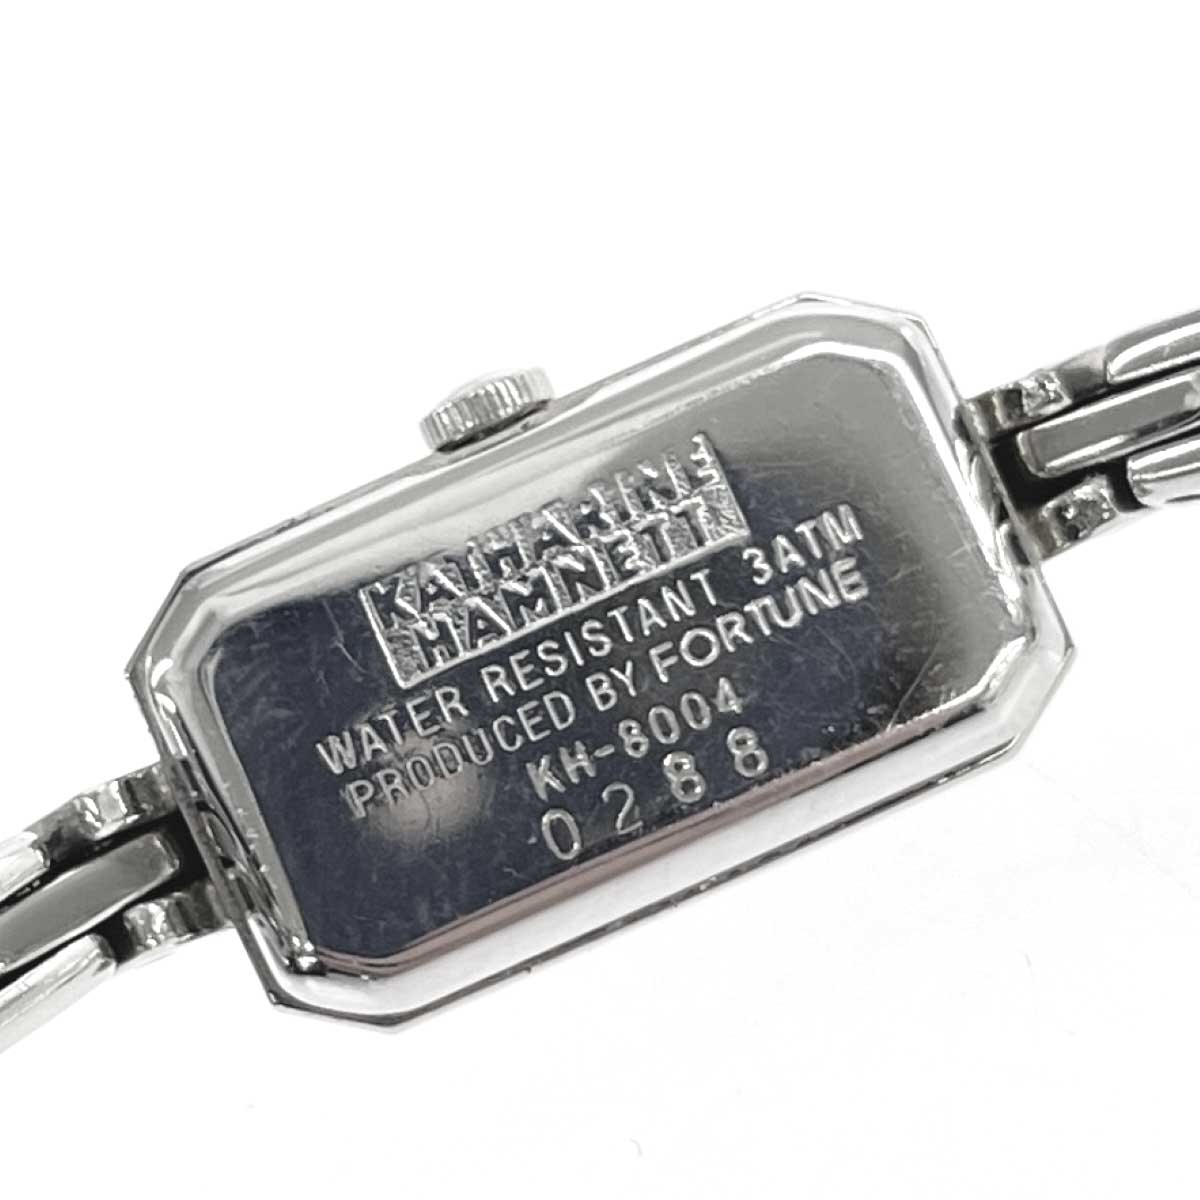 KATHARINE
HAMNETT
WATER RESISTANT 3ATM
PRODUCED BY FORTUNE
KH-8004
0288